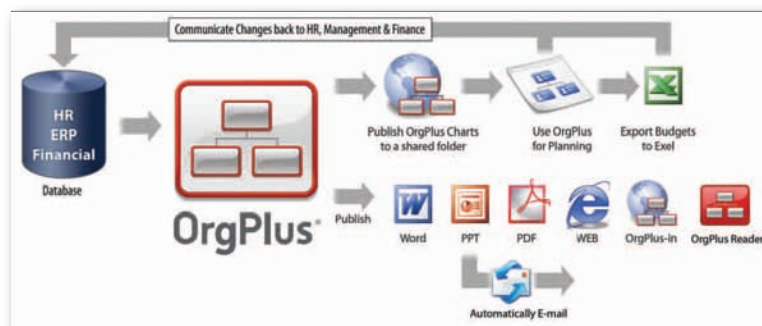 Communicate Changes back to HR, Management & Finance
HR
ERP
Financial
Database
OrgPlus®
Publish OrgPlus Charts
to a shared folder
Use OrgPlus
for Planning
Export Budgets
to Exel
Publish
Word
PPT
PDF
WEB
OrgPlus-in
OrgPlus Reader
Automatically E-mail